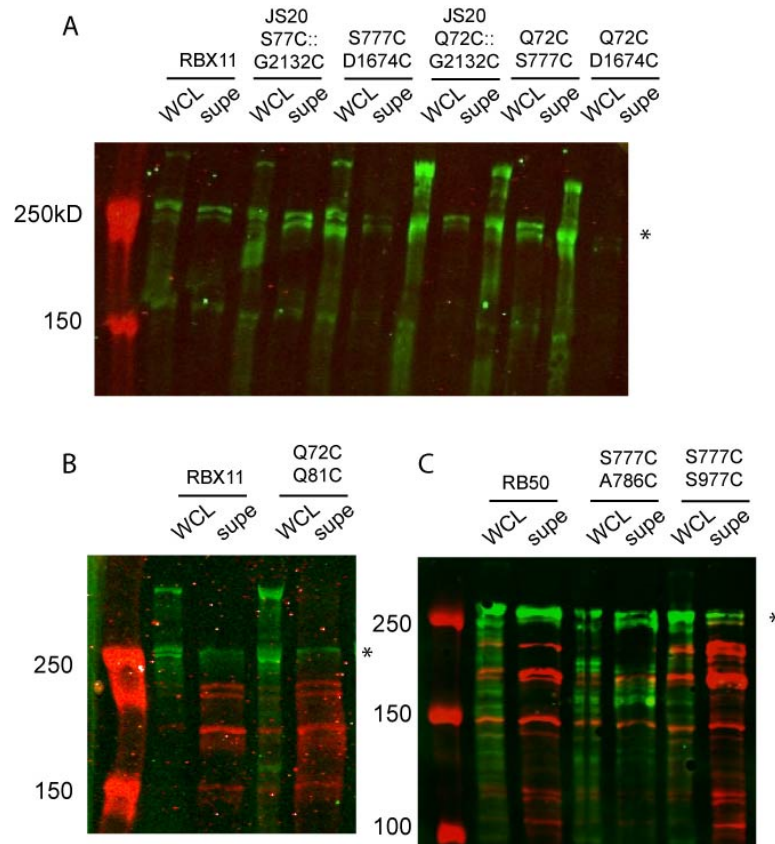 A
RBX11
JS20
S77C::
G2132C
S777C
D1674C
JS20
Q72C::
G2132C
Q72C
S777C
Q72C
D1674C
WCL supe WCL supe WCL supe WCL supe WCL supe WCL supe
250kD
*
150
B
RBX11
Q72C
Q81C
WCL supe WCL supe
250
*
150
C
RB50
S777C
A786C
S777C
S977C
WCL supe WCL supe WCL supe
250
*
150
100